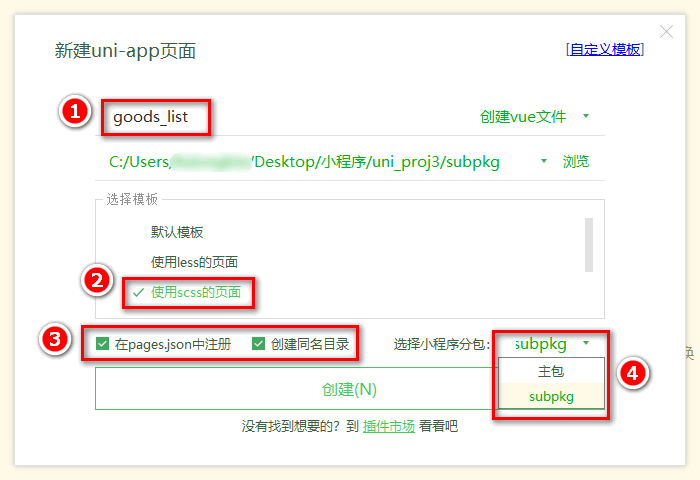 新建uni-app页面
[自定义模板]
1
goods_list
创建vue文件
C:/Users/
/Desktop/小程序/uni_proj3/subpkg
浏览
选择模板
默认模板
使用less的页面
2
使用scss的页面
3
在pages.json中注册
创建同名目录
选择小程序分包:
subpkg
换
主包
4
创建(N)
subpkg
没有找到想要的？到 插件市场 看看吧